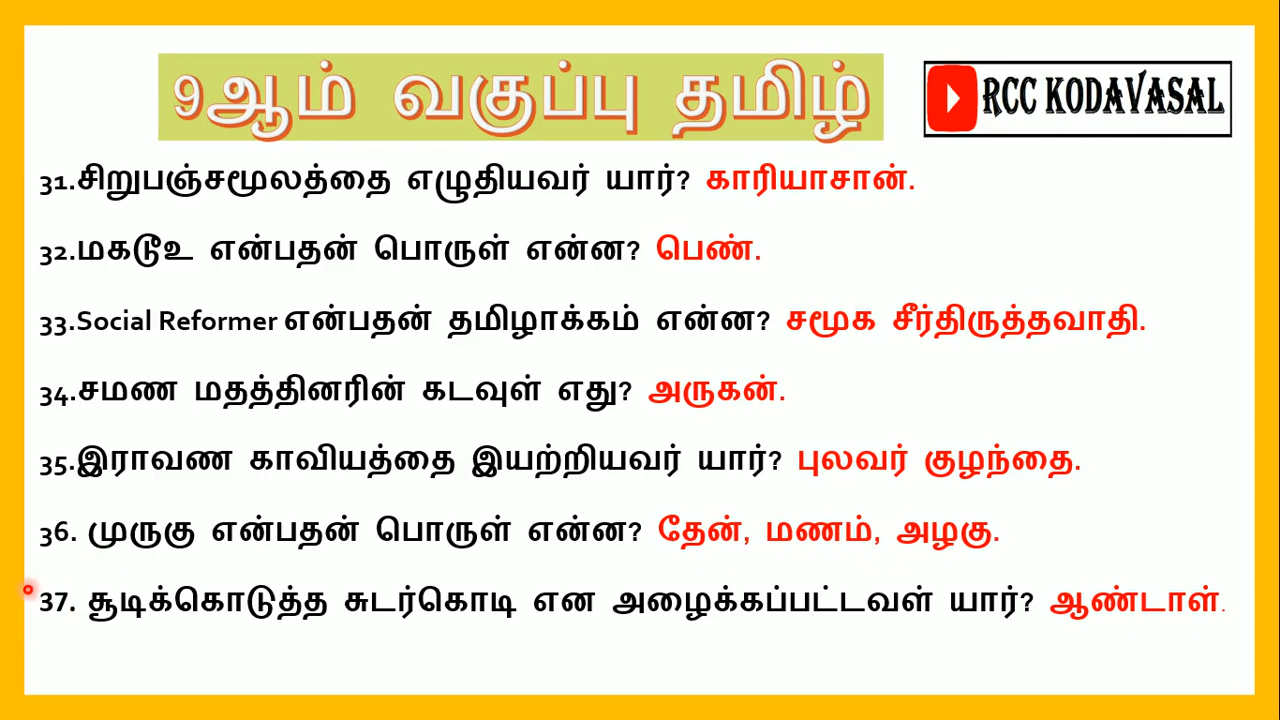 9ஆம் வகுப்பு தமிழ்
RCC KODAVASAL
31.சிறுபஞ்சமூலத்தை எழுதியவர் யார்? காரியாசான்.
32.மகடூஉ என்பதன் பொருள் என்ன? பெண்.
33.Social Reformer என்பதன் தமிழாக்கம் என்ன? சமூக சீர்திருத்தவாதி.
34.சமண மதத்தினரின் கடவுள் எது? அருகன்.
35.இராவண காவியத்தை இயற்றியவர் யார்? புலவர் குழந்தை.
36. முருகு என்பதன் பொருள் என்ன? தேன், மணம், அழகு.
37. சூடிக்கொடுத்த சுடர்கொடி என அழைக்கப்பட்டவள் யார்? ஆண்டாள்.